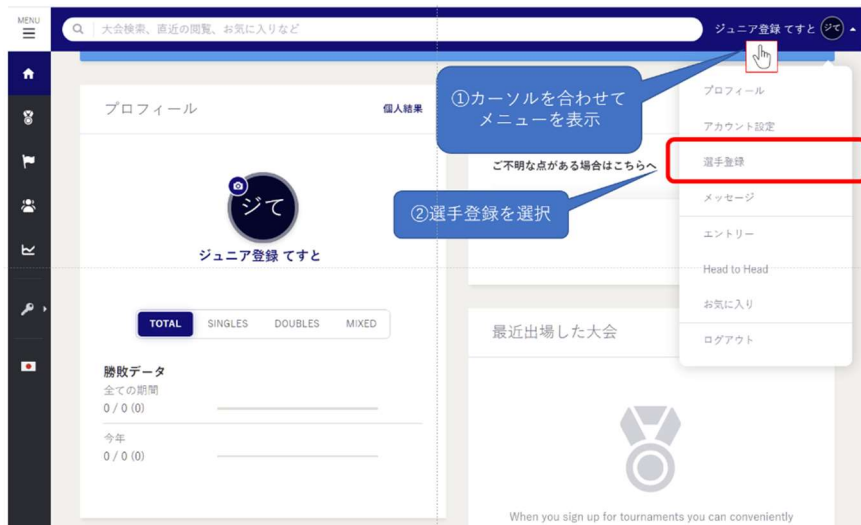 MENU
大会検索、直近の閲覧、お気に入りなど
ジュニア登録 てすと
ジて
プロフィール
個人結果
ジて
ジュニア登録 てすと
TOTAL
SINGLES
DOUBLES
MIXED
勝敗データ
全ての期間
0 / 0 (0)
今年
0 / 0 (0)
①カーソルを合わせて
メニューを表示
ご不明な点がある場合はこちらへ
②選手登録を選択
プロフィール
アカウント設定
選手登録
メッセージ
エントリー
Head to Head
お気に入り
ログアウト
最近出場した大会
When you sign up for tournaments you can conveniently